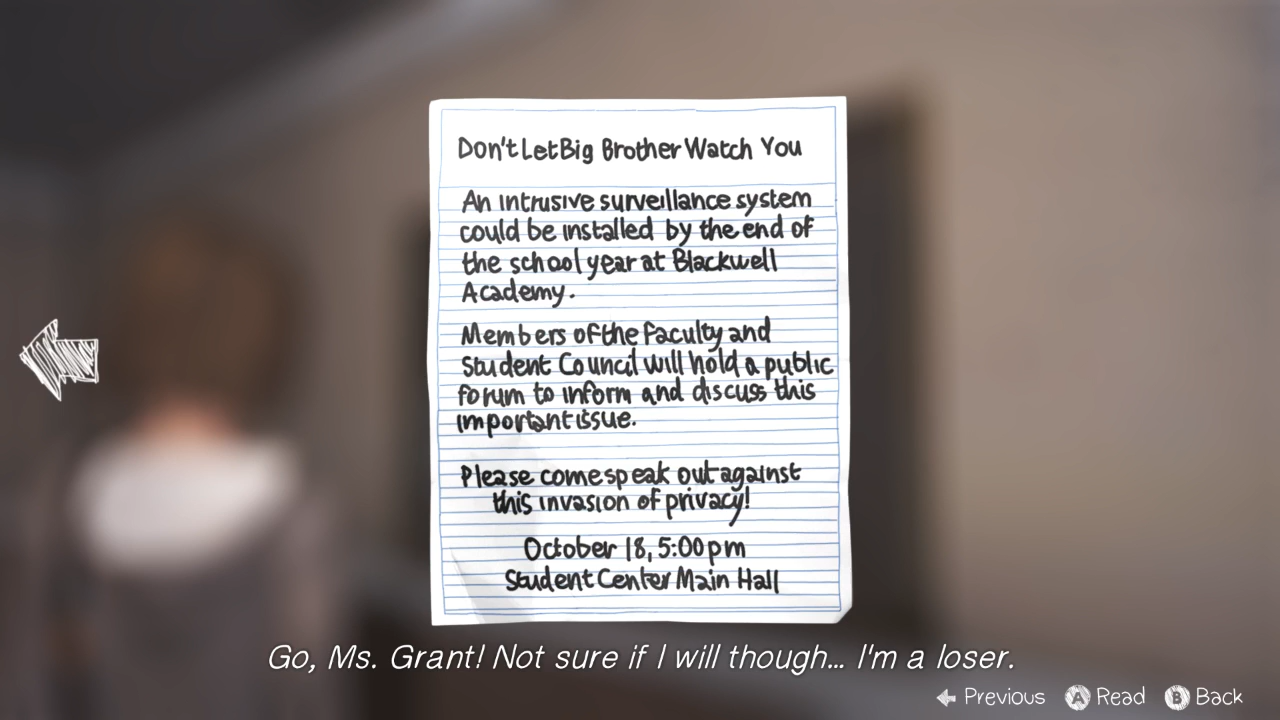 Don't Let Big Brother Watch You
An intrusive surveillance system
could be installed by the end of
the school year at Blackwell
Academy.
Members of the faculty and
Student Council will hold a public
forum to inform and discuss this
important issue.
Please come speak out against
this invasion of privacy!
October 18, 5:00pm
Student Center Main Hall
Go, Ms. Grant! Not sure if I will though... I'm a loser.
Previous A Read B Back